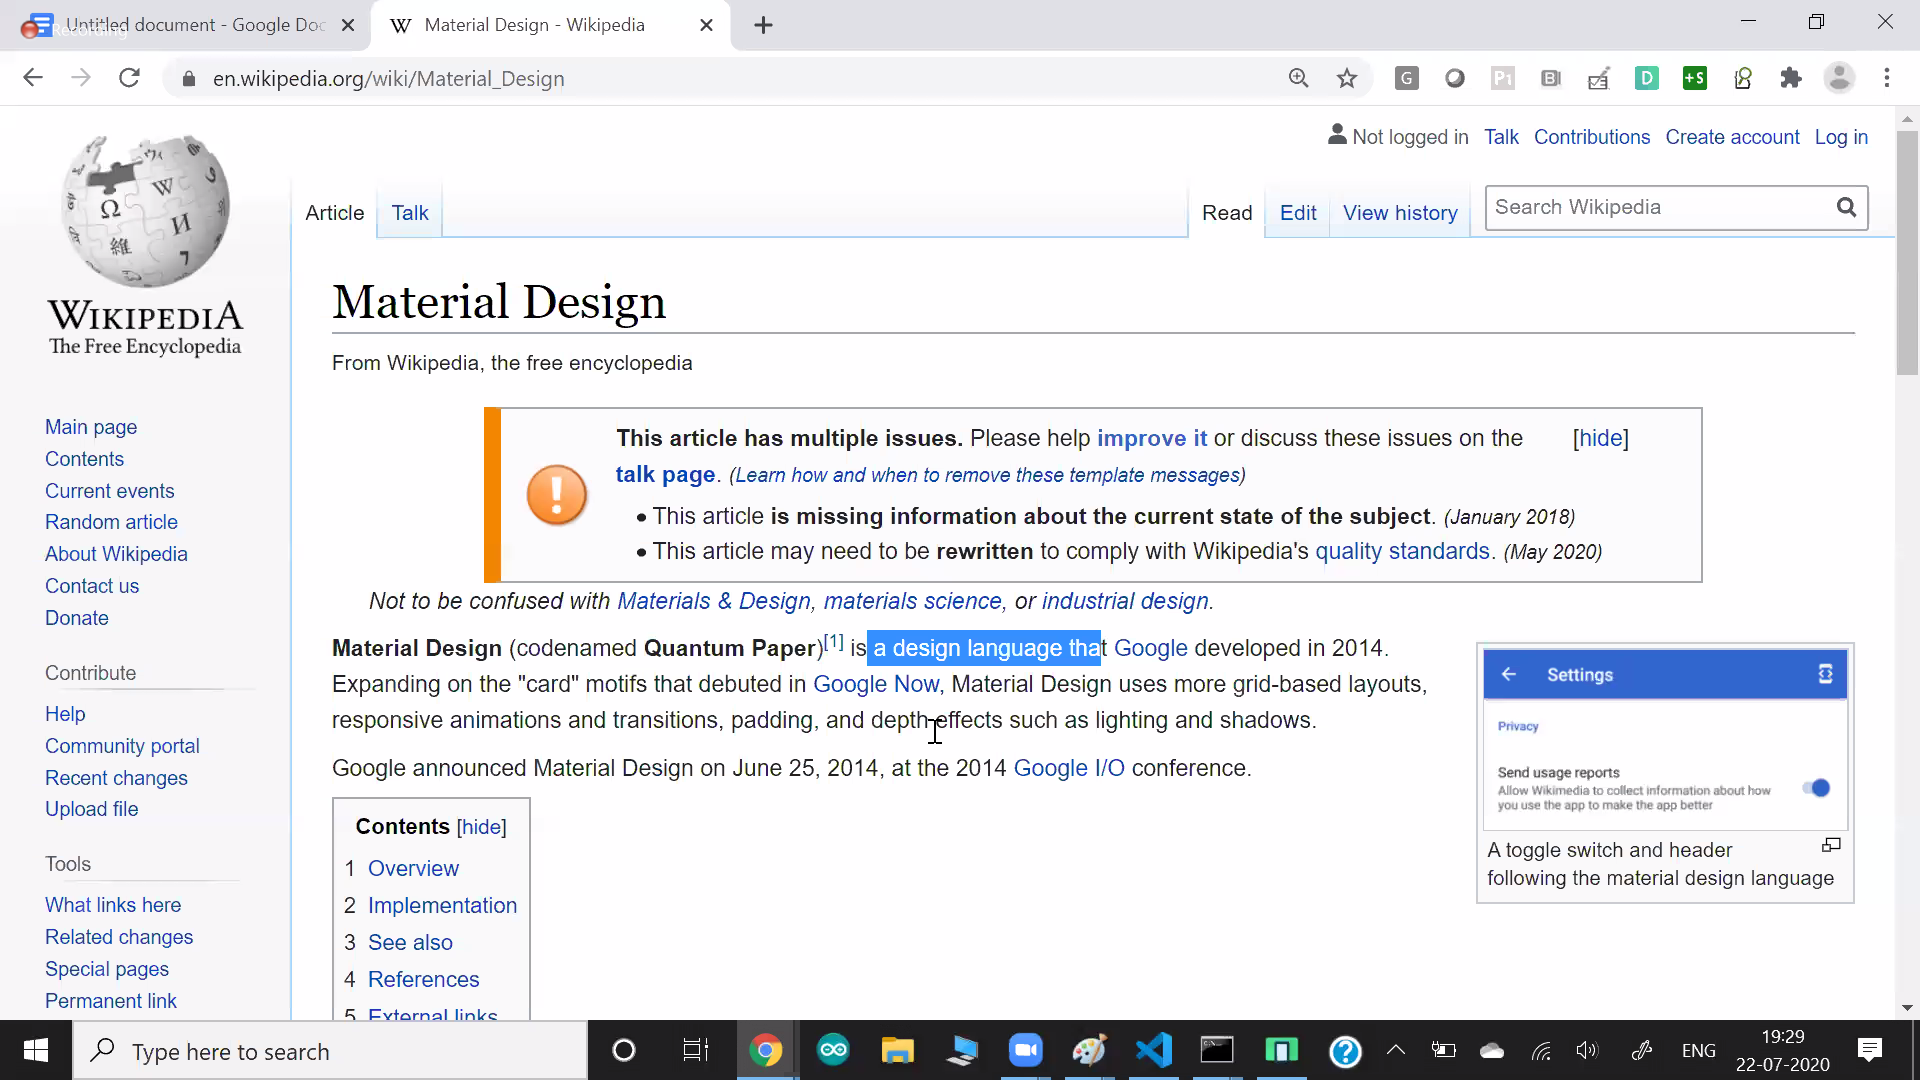 Untitled document - Google Doc
Recording
Material Design - Wikipedia
en.wikipedia.org/wiki/Material_Design
Not logged in Talk Contributions Create account Log in
Article Talk Read Edit View history Search Wikipedia
WIKIPEDIA
The Free Encyclopedia
Material Design
From Wikipedia, the free encyclopedia
This article has multiple issues. Please help improve it or discuss these issues on the [hide]
talk page. (Learn how and when to remove these template messages)
• This article is missing information about the current state of the subject. (January 2018)
• This article may need to be rewritten to comply with Wikipedia's quality standards. (May 2020)
Not to be confused with Materials & Design, materials science, or industrial design.
Material Design (codenamed Quantum Paper)[1] is a design language that Google developed in 2014.
Expanding on the "card" motifs that debuted in Google Now, Material Design uses more grid-based layouts,
responsive animations and transitions, padding, and depth effects such as lighting and shadows.
Google announced Material Design on June 25, 2014, at the 2014 Google I/O conference.
Contents [hide]
1 Overview
2 Implementation
3 See also
4 References
5 External links
Settings
Privacy
Send usage reports
Allow Wikimedia to collect information about how
you use the app to make the app better
A toggle switch and header
following the material design language
Main page
Contents
Current events
Random article
About Wikipedia
Contact us
Donate
Contribute
Help
Community portal
Recent changes
Upload file
Tools
What links here
Related changes
Special pages
Permanent link
Type here to search
ENG
19:29
22-07-2020